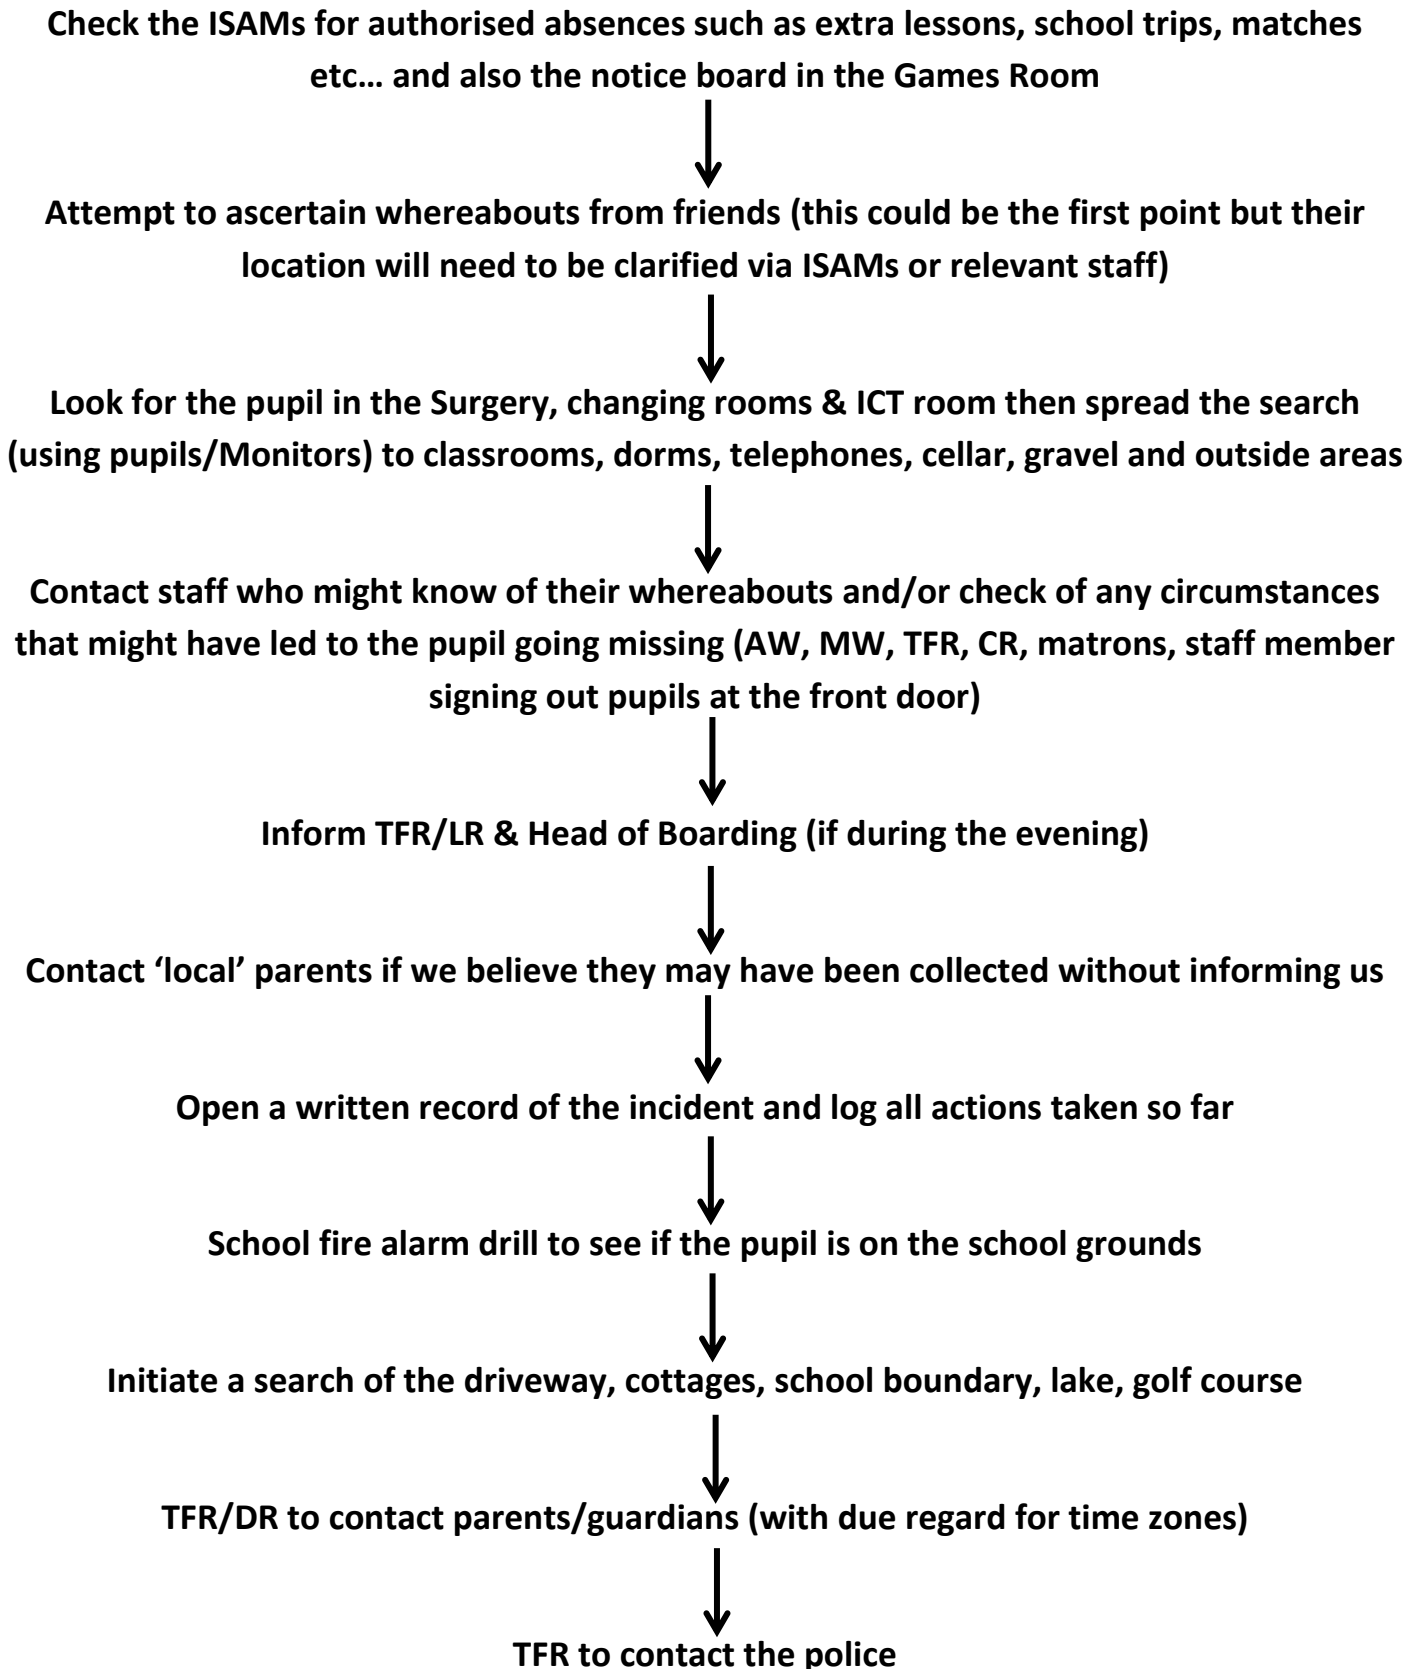 Check the ISAMs for authorised absences such as extra lessons, school trips, matches
etc… and also the notice board in the Games Room
Attempt to ascertain whereabouts from friends (this could be the first point but their
location will need to be clarified via ISAMs or relevant staff)
Look for the pupil in the Surgery, changing rooms & ICT room then spread the search
(using pupils/Monitors) to classrooms, dorms, telephones, cellar, gravel and outside areas
Contact staff who might know of their whereabouts and/or check of any circumstances
that might have led to the pupil going missing (AW, MW, TFR, CR, matrons, staff member
signing out pupils at the front door)
Inform TFR/LR & Head of Boarding (if during the evening)
Contact ‘local’ parents if we believe they may have been collected without informing us
Open a written record of the incident and log all actions taken so far
School fire alarm drill to see if the pupil is on the school grounds
Initiate a search of the driveway, cottages, school boundary, lake, golf course
TFR/DR to contact parents/guardians (with due regard for time zones)
TFR to contact the police